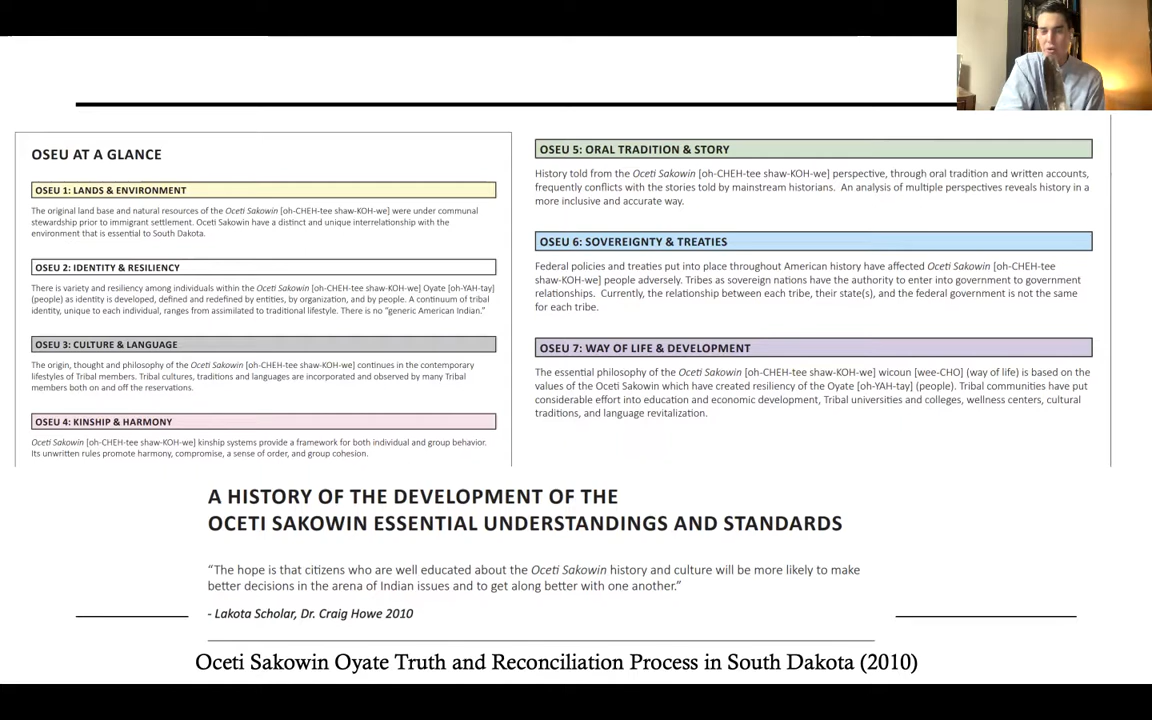 OSEU AT A GLANCE
OSEU 1: LANDS & ENVIRONMENT
The original land base and natural resources of the Oceti Sakowin [oh-CHEH-tee shaw-KOH-we] were under communal
stewardship prior to immigrant settlement. Oceti Sakowin have a distinct and unique interrelationship with the
environment that is essential to South Dakota.
OSEU 2: IDENTITY & RESILIENCY
There is variety and resiliency among individuals within the Oceti Sakowin [oh-CHEH-tee shaw-KOH-we] Oyate [oh-YAH-tay]
(people) as identity is developed, defined and redefined by entities, by organization, and by people. A continuum of tribal
identity, unique to each individual, ranges from assimilated to traditional lifestyle. There is no “generic American Indian.”
OSEU 3: CULTURE & LANGUAGE
The origin, thought and philosophy of the Oceti Sakowin [oh-CHEH-tee shaw-KOH-we] continues in the contemporary
lifestyles of Tribal members. Tribal cultures, traditions and languages are incorporated and observed by many Tribal
members both on and off the reservations.
OSEU 4: KINSHIP & HARMONY
Oceti Sakowin [oh-CHEH-tee shaw-KOH-we] kinship systems provide a framework for both individual and group behavior.
Its unwritten rules promote harmony, compromise, a sense of order, and group cohesion.
OSEU 5: ORAL TRADITION & STORY
History told from the Oceti Sakowin [oh-CHEH-tee shaw-KOH-we] perspective, through oral tradition and written accounts,
frequently conflicts with the stories told by mainstream historians. An analysis of multiple perspectives reveals history in a
more inclusive and accurate way.
OSEU 6: SOVEREIGNTY & TREATIES
Federal policies and treaties put into place throughout American history have affected Oceti Sakowin [oh-CHEH-tee
shaw-KOH-we] people adversely. Tribes as sovereign nations have the authority to enter into government to government
relationships. Currently, the relationship between each tribe, their state(s), and the federal government is not the same
for each tribe.
OSEU 7: WAY OF LIFE & DEVELOPMENT
The essential philosophy of the Oceti Sakowin [oh-CHEH-tee shaw-KOH-we] wicoun [wee-CHO] (way of life) is based on the
values of the Oceti Sakowin which have created resiliency of the Oyate [oh-YAH-tay] (people). Tribal communities have put
considerable effort into education and economic development, Tribal universities and colleges, wellness centers, cultural
traditions, and language revitalization.
A HISTORY OF THE DEVELOPMENT OF THE
OCETI SAKOWIN ESSENTIAL UNDERSTANDINGS AND STANDARDS
“The hope is that citizens who are well educated about the Oceti Sakowin history and culture will be more likely to make
better decisions in the arena of Indian issues and to get along better with one another.”
- Lakota Scholar, Dr. Craig Howe 2010
Oceti Sakowin Oyate Truth and Reconciliation Process in South Dakota (2010)